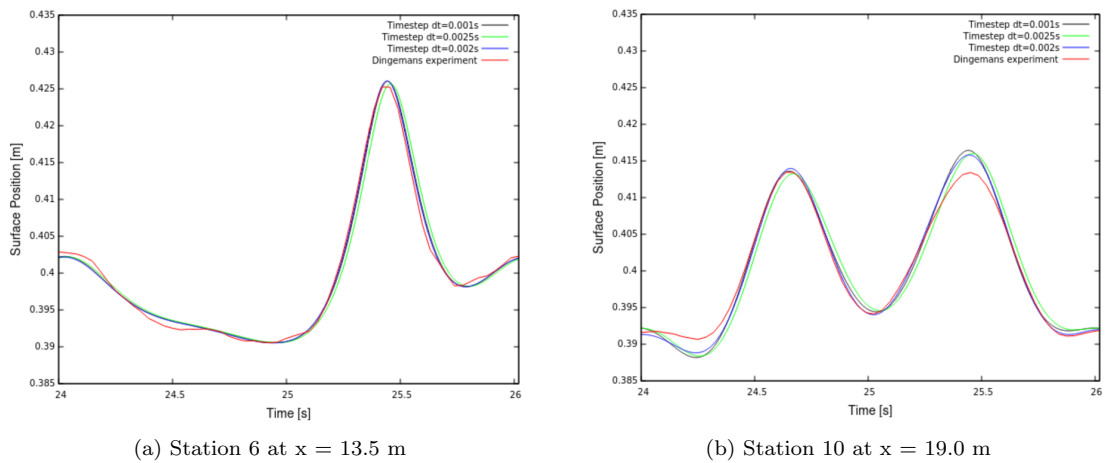 0.435
0.43
0.425
0.42
0.415
0.41
0.405
0.4
0.395
0.39
0.385
Surface Position [m]
Timestep dt=0.001s
Timestep dt=0.0025s
Timestep dt=0.002s
Dingemans experiment
24
24.5
25
25.5
26
Time [s]
(a) Station 6 at x = 13.5 m
0.435
0.43
0.425
0.42
0.415
0.41
0.405
0.4
0.395
0.39
0.385
Surface Position [m]
Timestep dt=0.001s
Timestep dt=0.0025s
Timestep dt=0.002s
Dingemans experiment
24
24.5
25
25.5
26
Time [s]
(b) Station 10 at x = 19.0 m